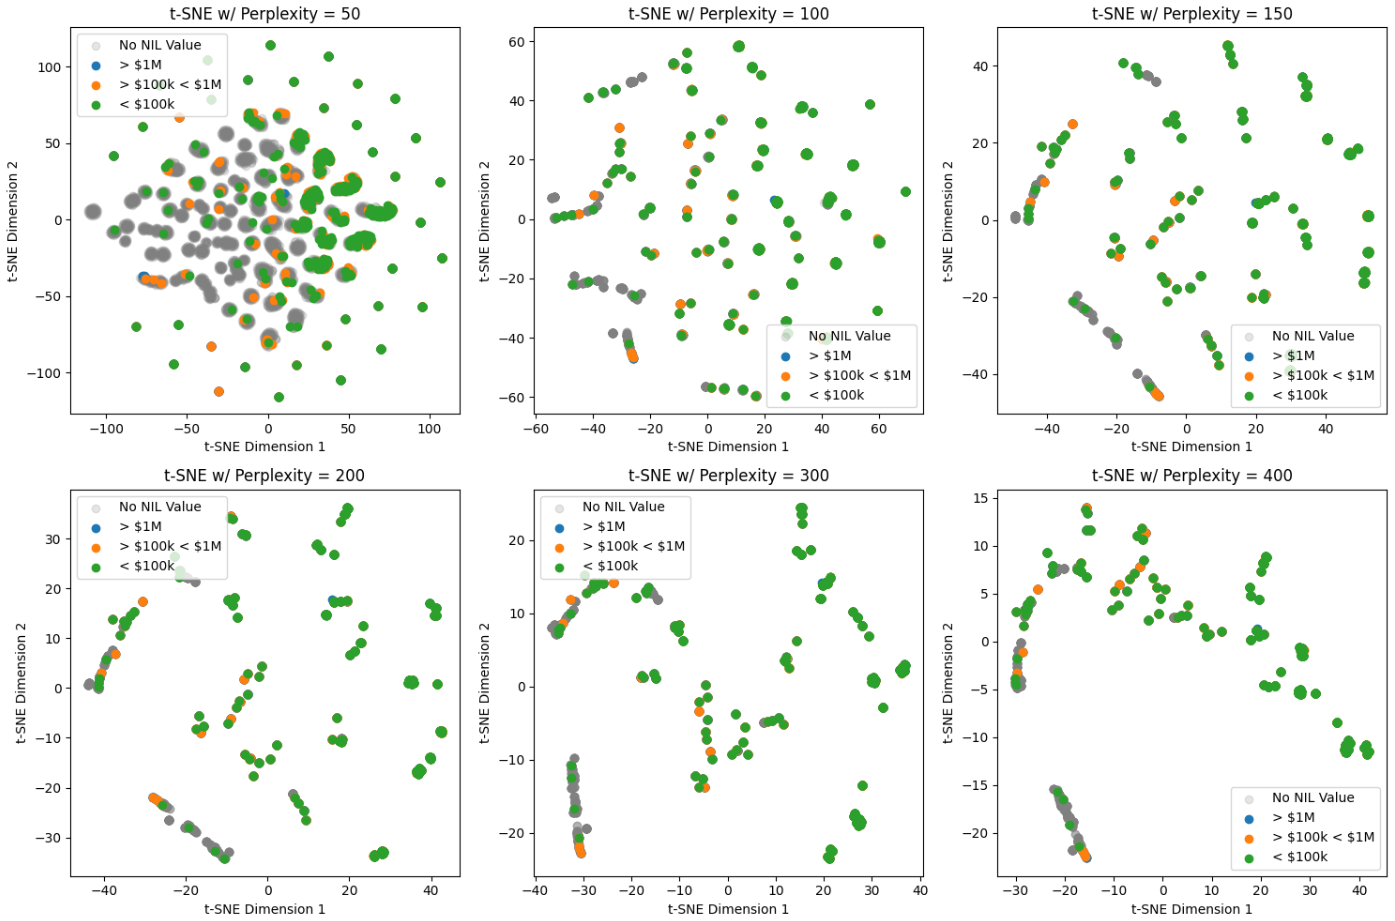 t-SNE w/ Perplexity = 50
No NIL Value
> $1M
> $100k < $1M
< $100k
100
50
0
−50
−100
t-SNE Dimension 2
−100
−50
0
50
100
t-SNE Dimension 1
t-SNE w/ Perplexity = 100
60
40
20
0
−20
−40
−60
t-SNE Dimension 2
No NIL Value
> $1M
> $100k < $1M
< $100k
−60
−40
−20
0
20
40
60
t-SNE Dimension 1
t-SNE w/ Perplexity = 150
40
20
0
−20
−40
t-SNE Dimension 2
No NIL Value
> $1M
> $100k < $1M
< $100k
−40
−20
0
20
40
t-SNE Dimension 1
t-SNE w/ Perplexity = 200
No NIL Value
> $1M
> $100k < $1M
< $100k
30
20
10
0
−10
−20
−30
t-SNE Dimension 2
−40
−20
0
20
40
t-SNE Dimension 1
t-SNE w/ Perplexity = 300
No NIL Value
> $1M
> $100k < $1M
< $100k
20
10
0
−10
−20
t-SNE Dimension 2
−40
−30
−20
−10
0
10
20
30
40
t-SNE Dimension 1
t-SNE w/ Perplexity = 400
15
10
5
0
−5
−10
−15
−20
t-SNE Dimension 2
No NIL Value
> $1M
> $100k < $1M
< $100k
−30
−20
−10
0
10
20
30
40
t-SNE Dimension 1